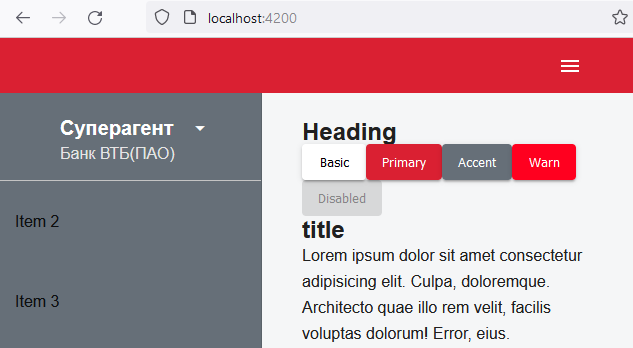 localhost:4200
Суперагент
Банк ВТБ(ПАО)
Item 2
Item 3
Heading
Basic Primary Accent Warn
Disabled
title
Lorem ipsum dolor sit amet consectetur
adipisicing elit. Culpa, doloremque.
Architecto quae illo rem velit, facilis
voluptas dolorum! Error, eius.